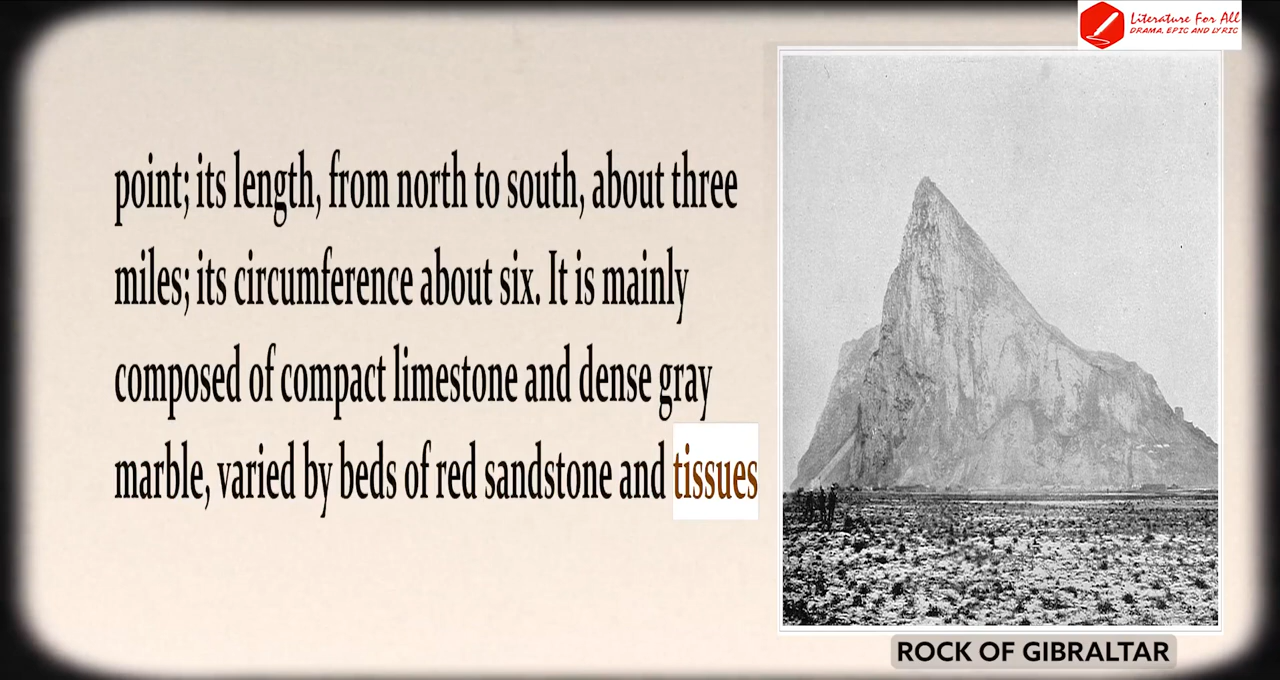 Literature For All
DRAMA, EPIC AND LYRIC
point; its length, from north to south, about three
miles; its circumference about six. It is mainly
composed of compact limestone and dense gray
marble, varied by beds of red sandstone and tissues
ROCK OF GIBRALTAR